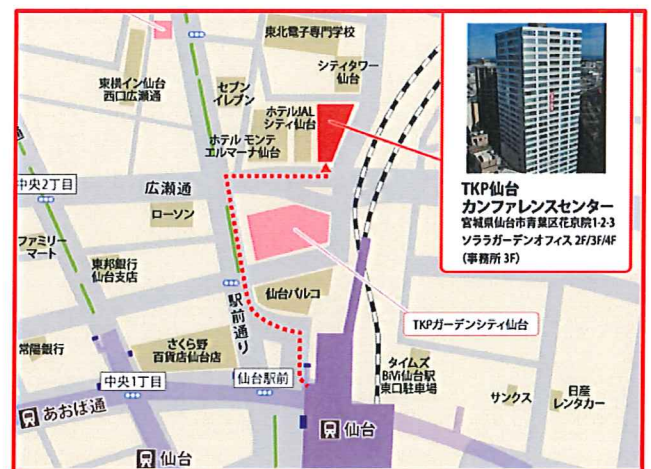 東北電子専門学校
シティタワー
仙台
東横イン仙台
西口広瀬通
セブン
イレブン
ホテルJAL
シティ仙台
ホテル モンテ
エルマーナ仙台
TKP仙台
カンファレンスセンター
宮城県仙台市青葉区花京院1-2-3
ソララガーデンオフィス 2F/3F/4F
(事務所 3F)
中央2丁目
広瀬通
ローソン
ファミリー
マート
東邦銀行
仙台支店
駅前通り
仙台パルコ
TKPガーデンシティ仙台
常陽銀行
さくら野
百貨店仙台店
中央1丁目
仙台駅前
タイムズ
BiVi仙台駅
東口駐車場
サンクス
日産
レンタカー
あおば通
仙台
仙台